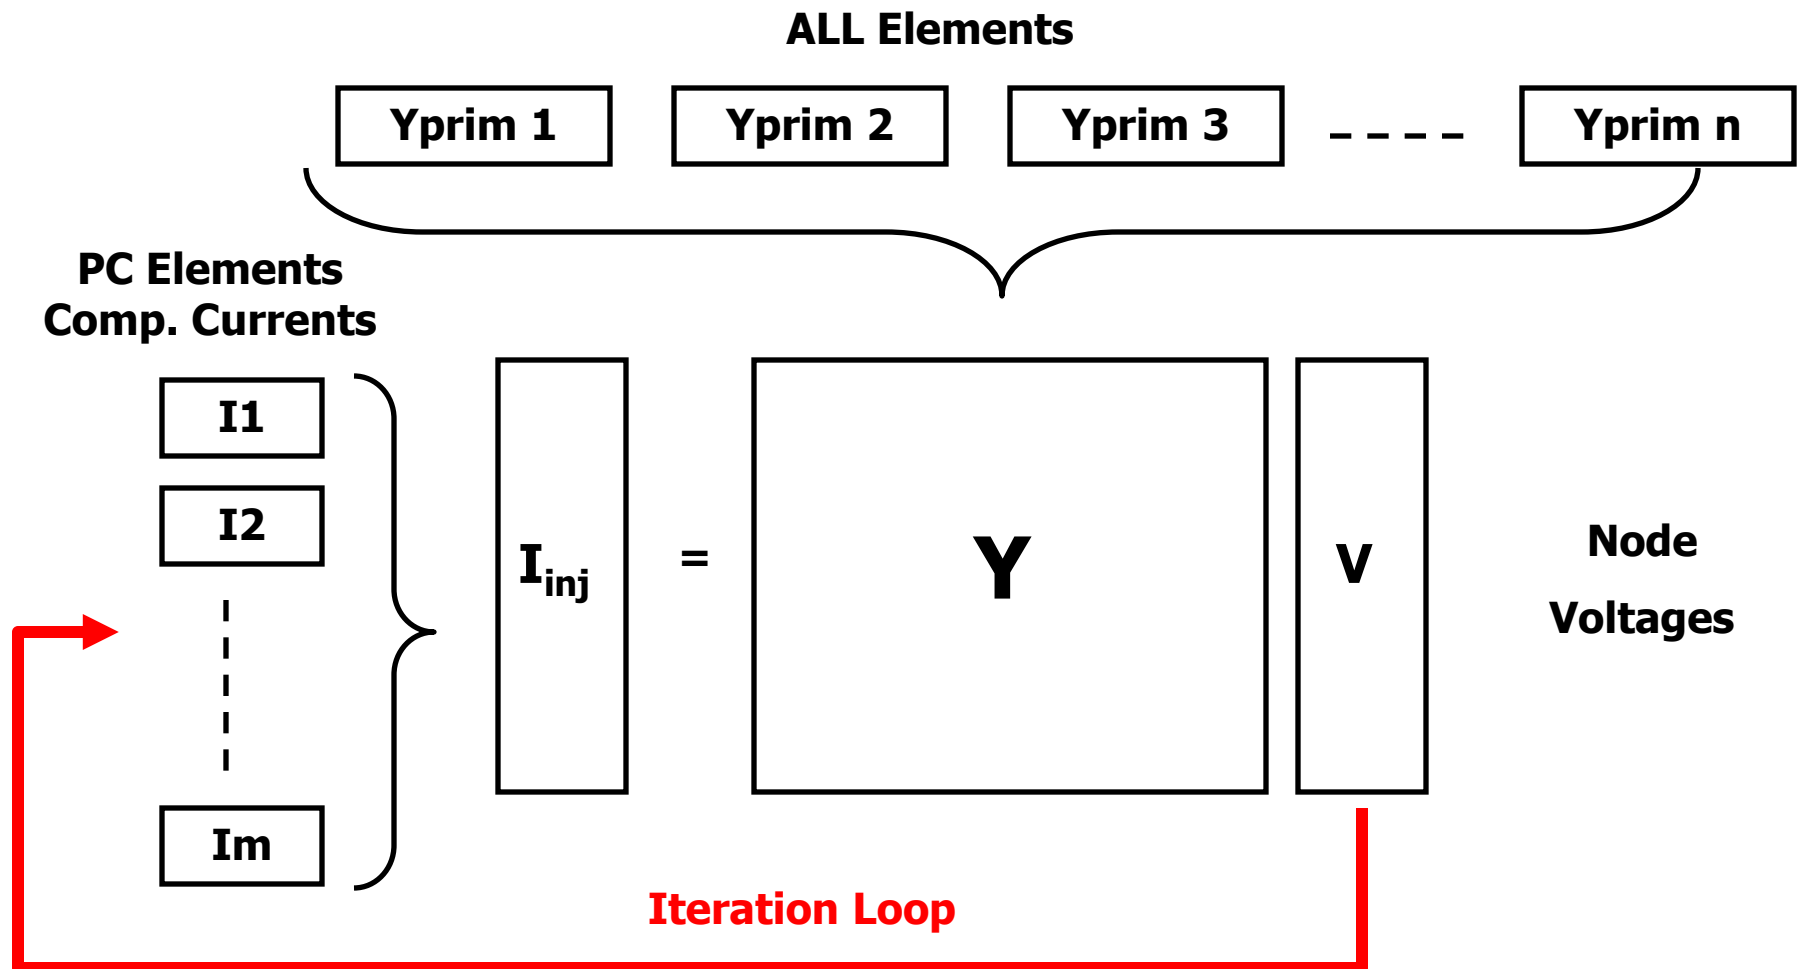 ALL Elements
Yprim 1
Yprim 2
Yprim 3
Yprim n
PC Elements
Comp. Currents
I1
I2
Im
Iinj
=
Y
V
Node
Voltages
Iteration Loop